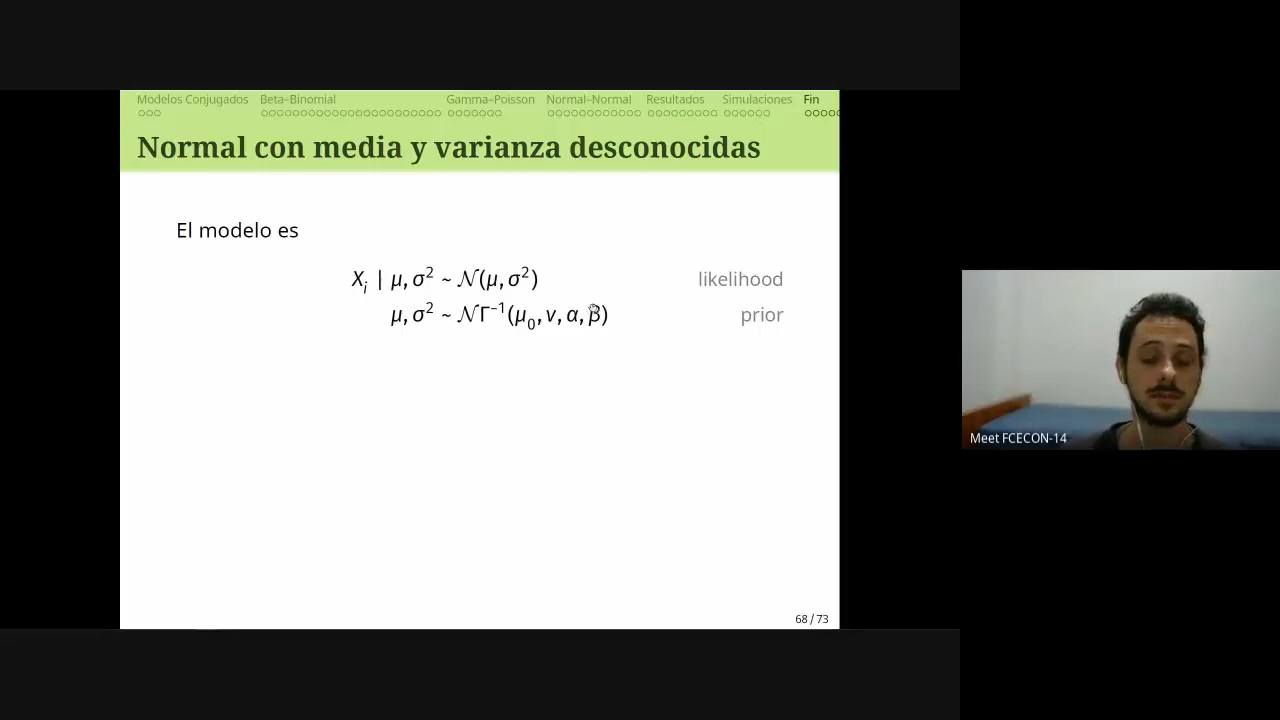 Modelos Conjugados Beta–Binomial Gamma–Poisson Normal–Normal Resultados Simulaciones Fin
Normal con media y varianza desconocidas
El modelo es
X_i | μ, σ² ~ 𝒩(μ, σ²) likelihood
μ, σ² ~ 𝒩Γ⁻¹(μ₀, ν, α, β) prior
Meet FCECON-14
68 / 73